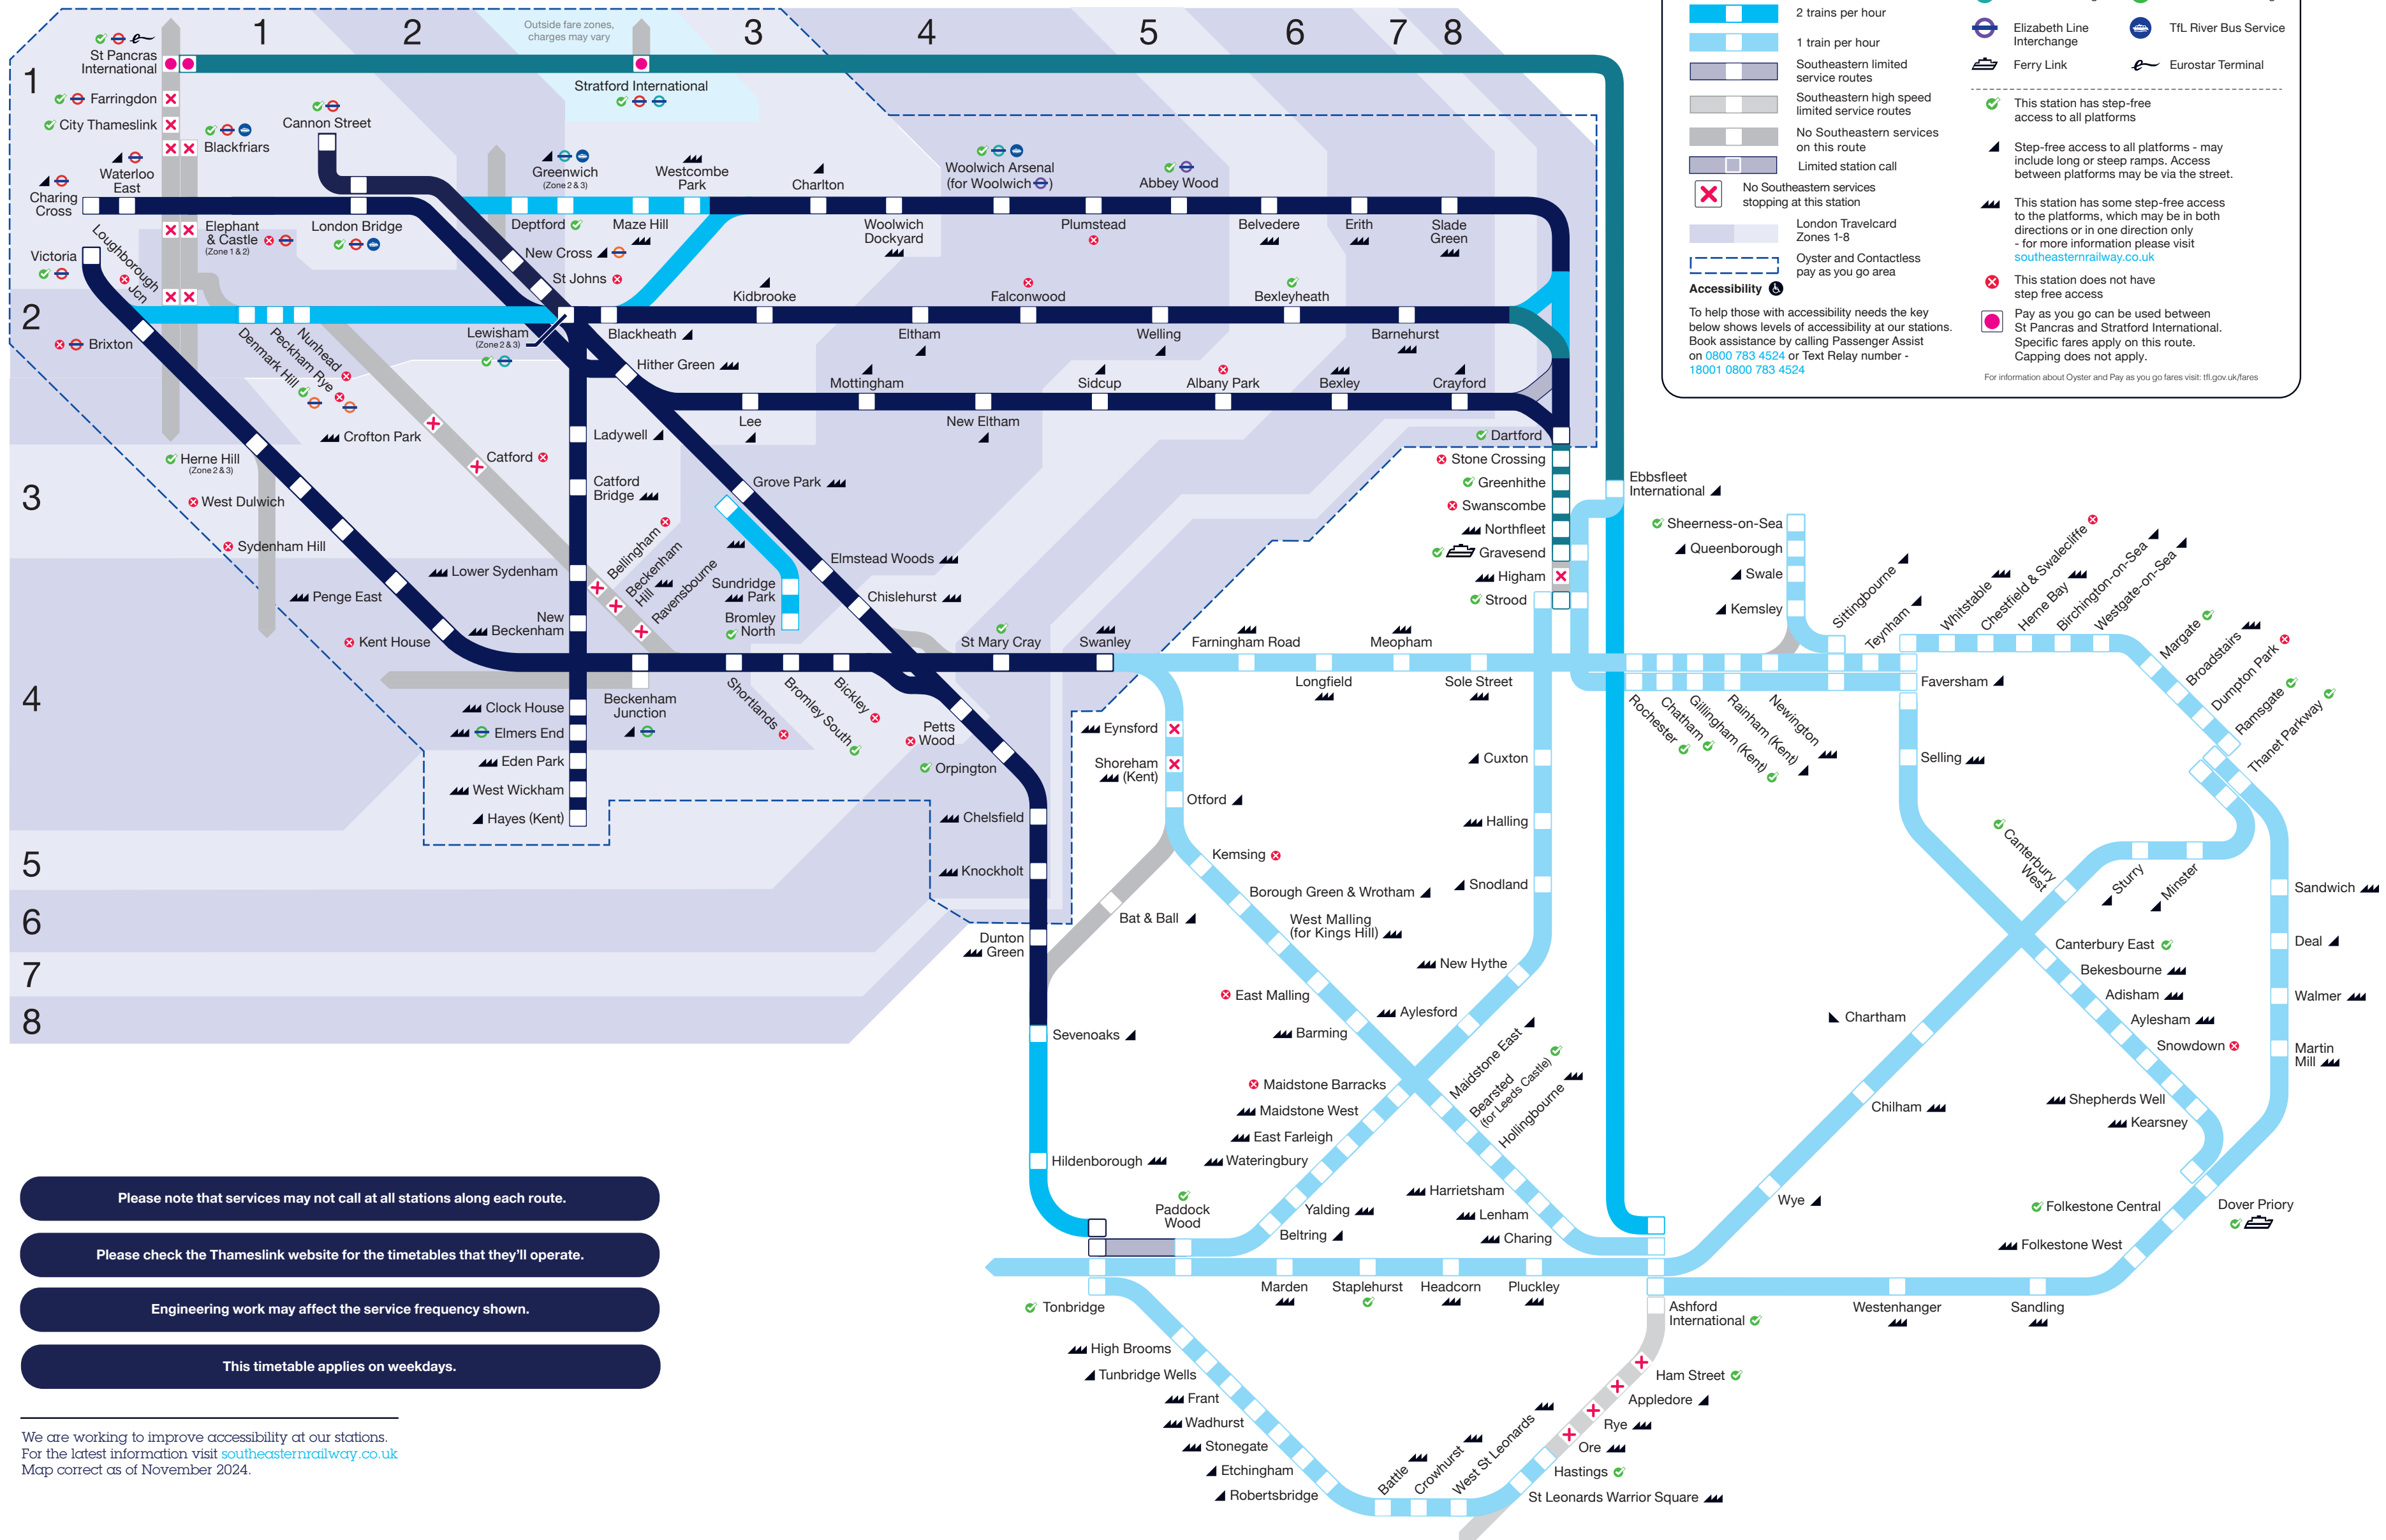 1
2
3
4
5
6
7
8
Outside fare zones,
charges may vary
1
2
3
4
5
6
7
8
St Pancras
International
Stratford International
Farringdon
City Thameslink
Blackfriars
Cannon Street
Waterloo
East
Charing
Cross
Elephant
& Castle
(Zone 1 & 2)
London Bridge
Victoria
Loughborough
Jcn
Brixton
Greenwich
(Zone 2 & 3)
Westcombe
Park
Charlton
Woolwich Arsenal
(for Woolwich )
Abbey Wood
Deptford
Maze Hill
Woolwich
Dockyard
Plumstead
Belvedere
Erith
Slade
Green
New Cross
St Johns
Kidbrooke
Falconwood
Bexleyheath
Lewisham
(Zone 2 & 3)
Blackheath
Eltham
Welling
Barnehurst
Hither Green
Mottingham
Sidcup
Albany Park
Bexley
Crayford
Lee
New Eltham
Dartford
Denmark Hill
Peckham Rye
Nunhead
Crofton Park
Catford
Ladywell
Catford
Bridge
Herne Hill
(Zone 2 & 3)
West Dulwich
Sydenham Hill
Penge East
Kent House
Lower Sydenham
New
Beckenham
Bellingham
Beckenham
Hill
Ravensbourne
Grove Park
Sundridge
Park
Bromley
North
Elmstead Woods
Chislehurst
St Mary Cray
Swanley
Clock House
Elmers End
Eden Park
West Wickham
Hayes (Kent)
Beckenham
Junction
Shortlands
Bromley South
Bickley
Petts
Wood
Orpington
Chelsfield
Knockholt
Dunton
Green
Sevenoaks
Hildenborough
Stone Crossing
Greenhithe
Swanscombe
Northfleet
Gravesend
Higham
Strood
Ebbsfleet
International
Sheerness-on-Sea
Queenborough
Swale
Kemsley
Sittingbourne
Teynham
Whitstable
Chestfield & Swalecliffe
Herne Bay
Birchington-on-Sea
Westgate-on-Sea
Margate
Broadstairs
Dumpton Park
Ramsgate
Thanet Parkway
Farningham Road
Longfield
Meopham
Sole Street
Rochester
Chatham
Gillingham (Kent)
Rainham (Kent)
Newington
Faversham
Selling
Eynsford
Shoreham
(Kent)
Otford
Bat & Ball
Kemsing
Borough Green & Wrotham
West Malling
(for Kings Hill)
East Malling
Barming
Cuxton
Halling
Snodland
New Hythe
Aylesford
Maidstone East
Bearsted
(for Leeds Castle)
Hollingbourne
Maidstone Barracks
Maidstone West
East Farleigh
Wateringbury
Yalding
Beltring
Paddock
Wood
Harrietsham
Lenham
Charing
Canterbury
West
Sturry
Minster
Sandwich
Deal
Walmer
Martin
Mill
Canterbury East
Bekesbourne
Adisham
Aylesham
Snowdown
Shepherds Well
Kearsney
Chartham
Chilham
Wye
Dover Priory
Folkestone Central
Folkestone West
Sandling
Westenhanger
Ashford
International
Marden
Staplehurst
Headcorn
Pluckley
Tonbridge
High Brooms
Tunbridge Wells
Frant
Wadhurst
Stonegate
Etchingham
Robertsbridge
Battle
Crowhurst
West St Leonards
St Leonards Warrior Square
Hastings
Ore
Rye
Appledore
Ham Street
2 trains per hour
1 train per hour
Southeastern limited
service routes
Southeastern high speed
limited service routes
No Southeastern services
on this route
Limited station call
No Southeastern services
stopping at this station
London Travelcard
Zones 1-8
Oyster and Contactless
pay as you go area
Accessibility
To help those with accessibility needs the key
below shows levels of accessibility at our stations.
Book assistance by calling Passenger Assist
on 0800 783 4524 or Text Relay number -
18001 0800 783 4524
Elizabeth Line
Interchange
TfL River Bus Service
Ferry Link
Eurostar Terminal
This station has step-free
access to all platforms
Step-free access to all platforms - may
include long or steep ramps. Access
between platforms may be via the street.
This station has some step-free access
to the platforms, which may be in both
directions or in one direction only
- for more information please visit
southeasternrailway.co.uk
This station does not have
step free access
Pay as you go can be used between
St Pancras and Stratford International.
Specific fares apply on this route.
Capping does not apply.
For information about Oyster and Pay as you go fares visit: tfl.gov.uk/fares
Please note that services may not call at all stations along each route.
Please check the Thameslink website for the timetables that they'll operate.
Engineering work may affect the service frequency shown.
This timetable applies on weekdays.
We are working to improve accessibility at our stations.
For the latest information visit southeasternrailway.co.uk
Map correct as of November 2024.